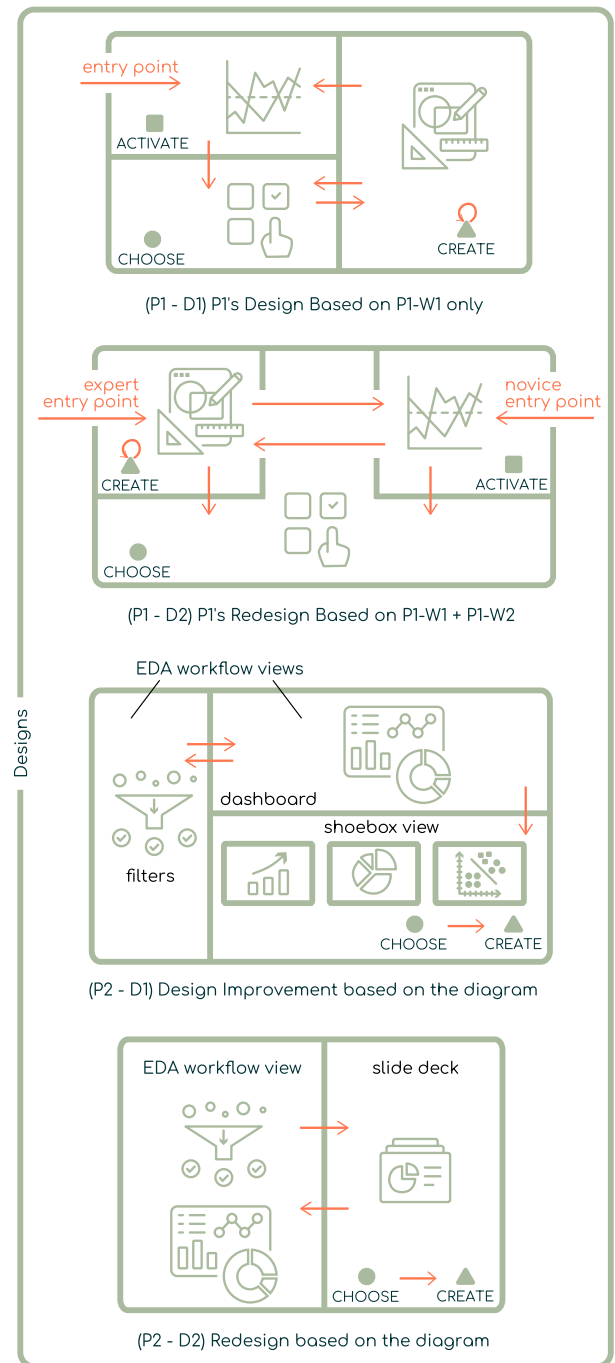 Designs
entry point
ACTIVATE
CHOOSE
CREATE
(P1 - D1) P1's Design Based on P1-W1 only
expert
entry point
novice
entry point
CREATE
ACTIVATE
CHOOSE
(P1 - D2) P1's Redesign Based on P1-W1 + P1-W2
EDA workflow views
dashboard
shoebox view
filters
CHOOSE
CREATE
(P2 - D1) Design Improvement based on the diagram
EDA workflow view
slide deck
CHOOSE
CREATE
(P2 - D2) Redesign based on the diagram